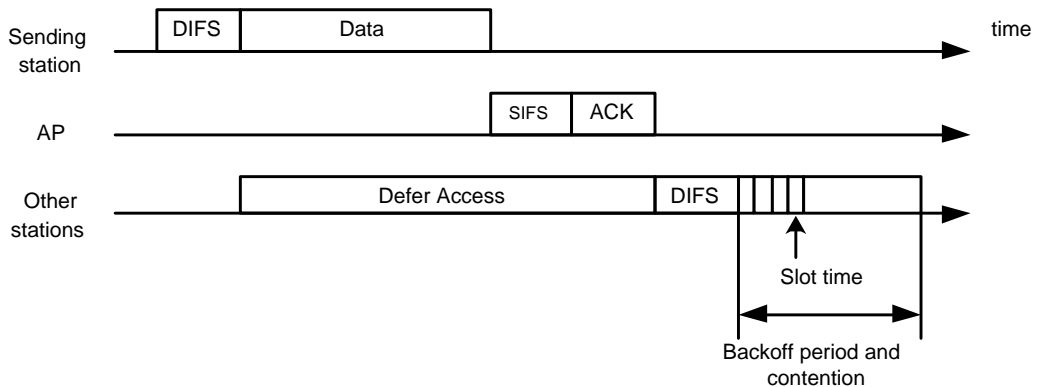 Sending
station
DIFS
Data
time
AP
SIFS
ACK
Other
stations
Defer Access
DIFS
Slot time
Backoff period and
contention